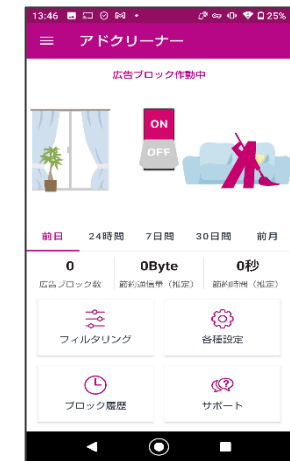 13:46 25%
アドクリーナー
広告ブロック作動中
ON
OFF
前日 24時間 7日間 30日間 前月
0 0Byte 0秒
広告ブロック数 節約通信量（推定） 節約時間（推定）
フィルタリング 各種設定
ブロック履歴 サポート